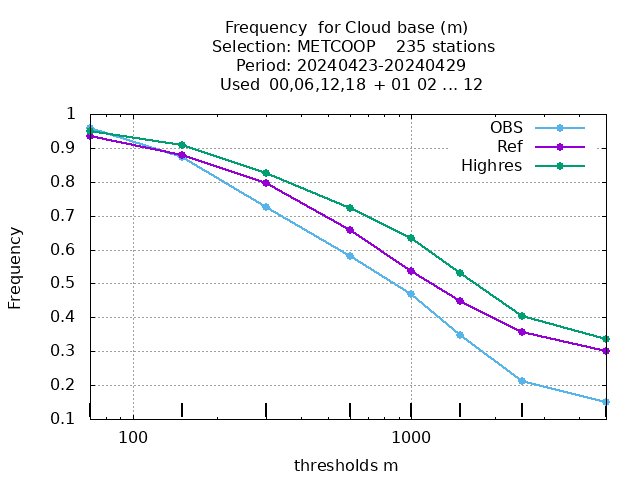 Frequency  for Cloud base (m)
Selection: METCOOP    235 stations
Period: 20240423-20240429
Used  00,06,12,18  + 01 02 ... 12
OBS
Ref
Highres
Frequency
1
0.9
0.8
0.7
0.6
0.5
0.4
0.3
0.2
0.1
100
1000
thresholds m